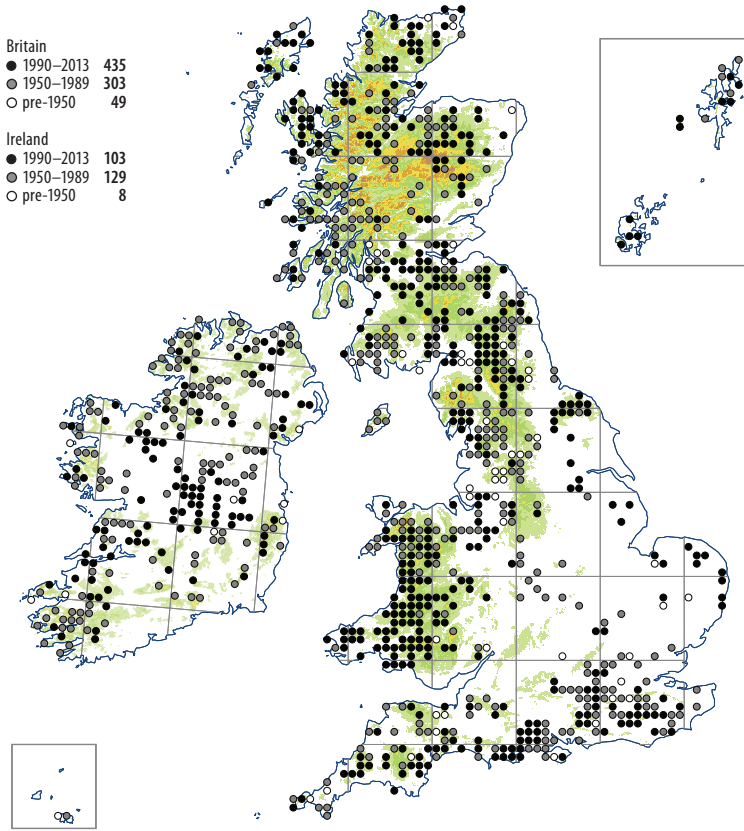 Britain
● 1990–2013 435
● 1950–1989 303
○ pre-1950 49
Ireland
● 1990–2013 103
● 1950–1989 129
○ pre-1950 8